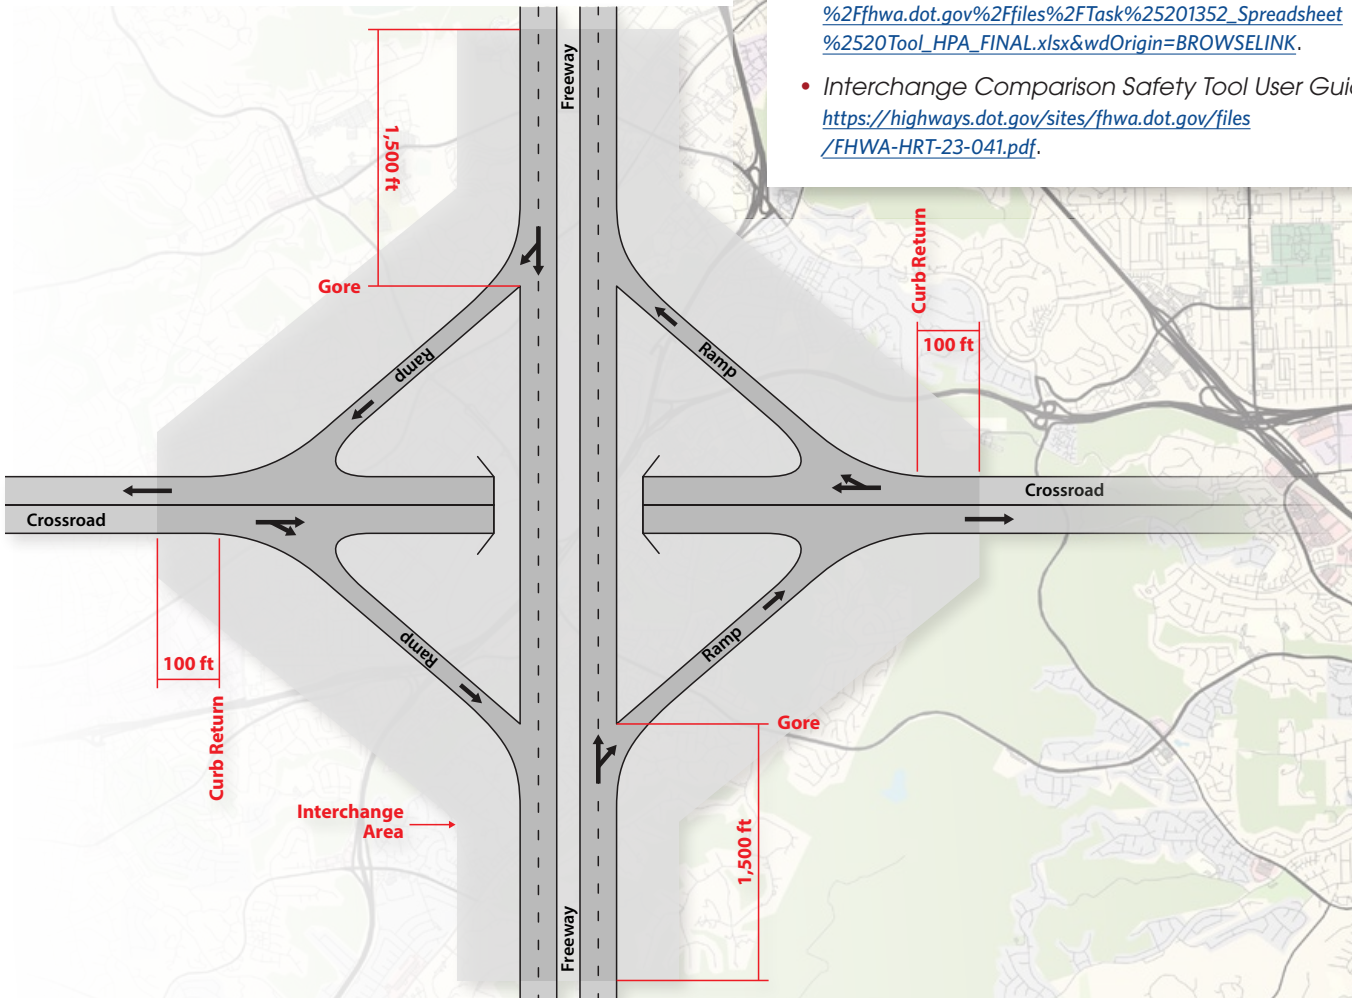 %2Ffhwa.dot.gov%2Ffiles%2FTask%25201352_Spreadsheet
%2520Tool_HPA_FINAL.xlsx&wdOrigin=BROWSELINK.
• Interchange Comparison Safety Tool User
https://highways.dot.gov/sites/fhwa.dot.gov/files
/FHWA-HRT-23-041.pdf.
Freeway
1,500 ft
Gore
Curb Return
100 ft
Ramp
Ramp
Crossroad
Crossroad
Ramp
Ramp
100 ft
Curb Return
Gore
Interchange
Area
1,500 ft
Freeway